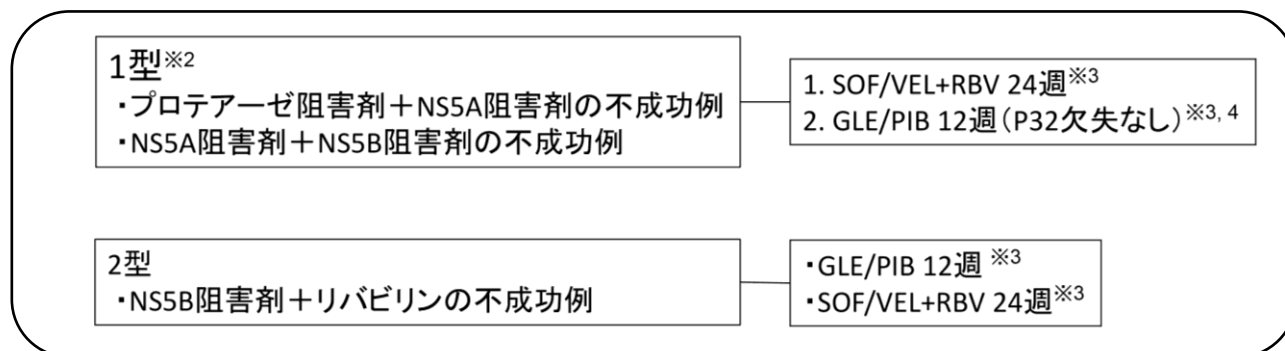 1型※2
・プロテアーゼ阻害剤＋NS5A阻害剤の不成功例
・NS5A阻害剤＋NS5B阻害剤の不成功例
1. SOF/VEL+RBV 24週※3
2. GLE/PIB 12週（P32欠失なし）※3, 4
2型
・NS5B阻害剤＋リバビリンの不成功例
・GLE/PIB 12週 ※3
・SOF/VEL+RBV 24週※3